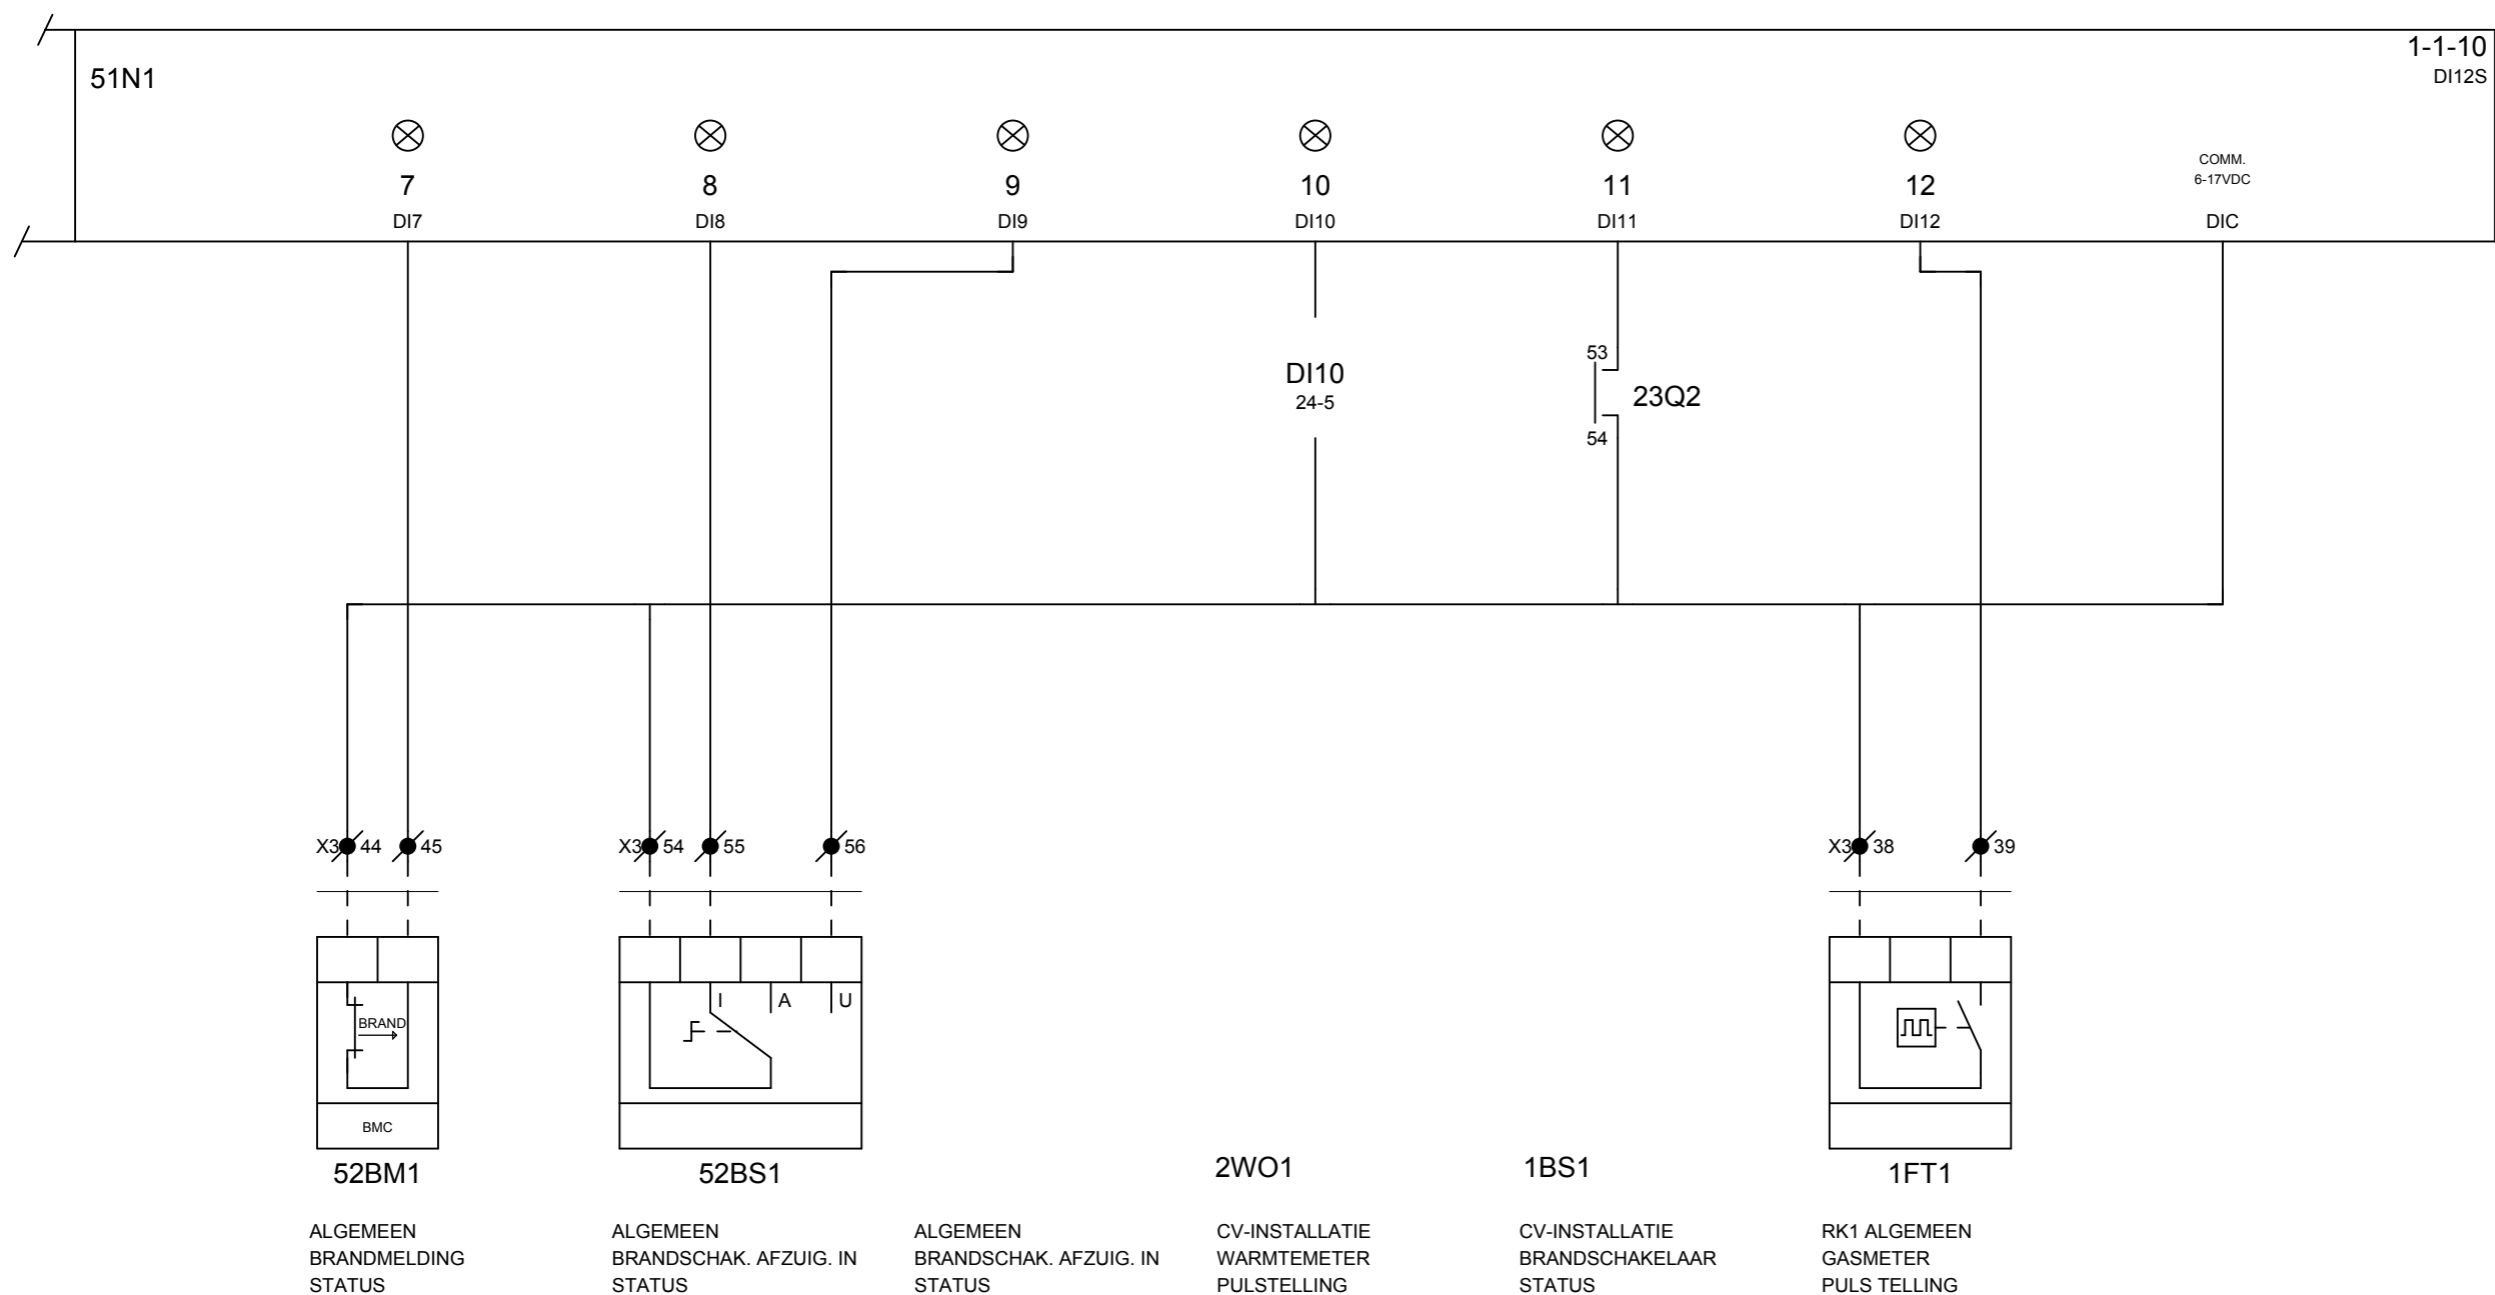 1-1-10
51N1
DI12S
COMM.
6-17VDC
7
8
9
10
11
12
DI7
DI8
DI9
DI10
DI11
DI12
DIC
53
DI10
24-5
23Q2
54
X3 44 45
X3 54 55 56
X3 38 39
I A U
BRAND
BMC
52BM1
52BS1
2WO1
1BS1
1FT1
ALGEMEEN
BRANDMELDING
STATUS
ALGEMEEN
BRANDSCHAK. AFZUIG. IN
STATUS
ALGEMEEN
BRANDSCHAK. AFZUIG. IN
STATUS
CV-INSTALLATIE
WARMTEMETER
PULSTELLING
CV-INSTALLATIE
BRANDSCHAKELAAR
STATUS
RK1 ALGEMEEN
GASMETER
PULS TELLING